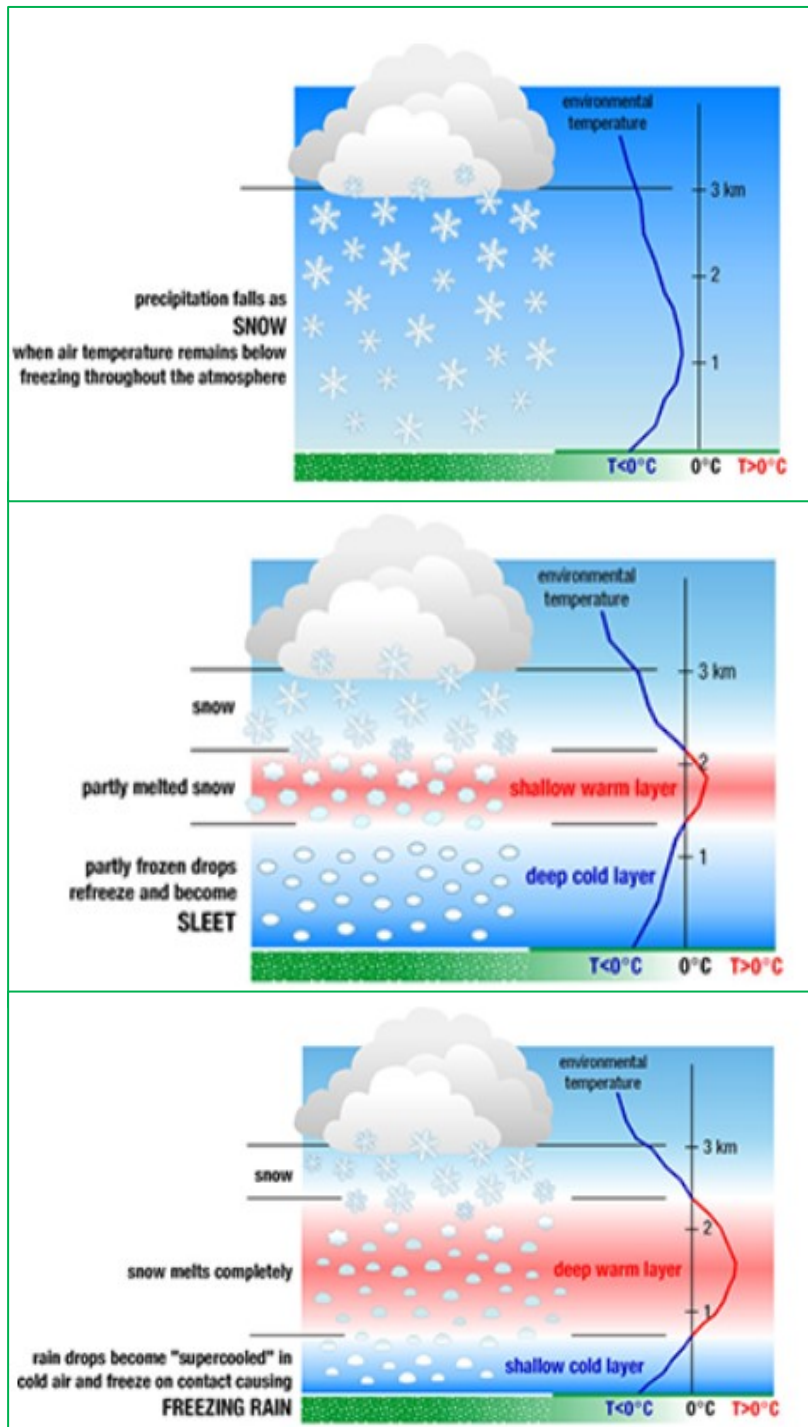 environmental
temperature
3 km
2
precipitation falls as
SNOW
when air temperature remains below
freezing throughout the atmosphere
1
T<0°C 0°C T>0°C
environmental
temperature
3 km
snow
2
partly melted snow
shallow warm layer
1
partly frozen drops
refreeze and become
SLEET
deep cold layer
T<0°C 0°C T>0°C
environmental
temperature
3 km
snow
2
snow melts completely
deep warm layer
1
rain drops become "supercooled" in
cold air and freeze on contact causing
FREEZING RAIN
shallow cold layer
T<0°C 0°C T>0°C